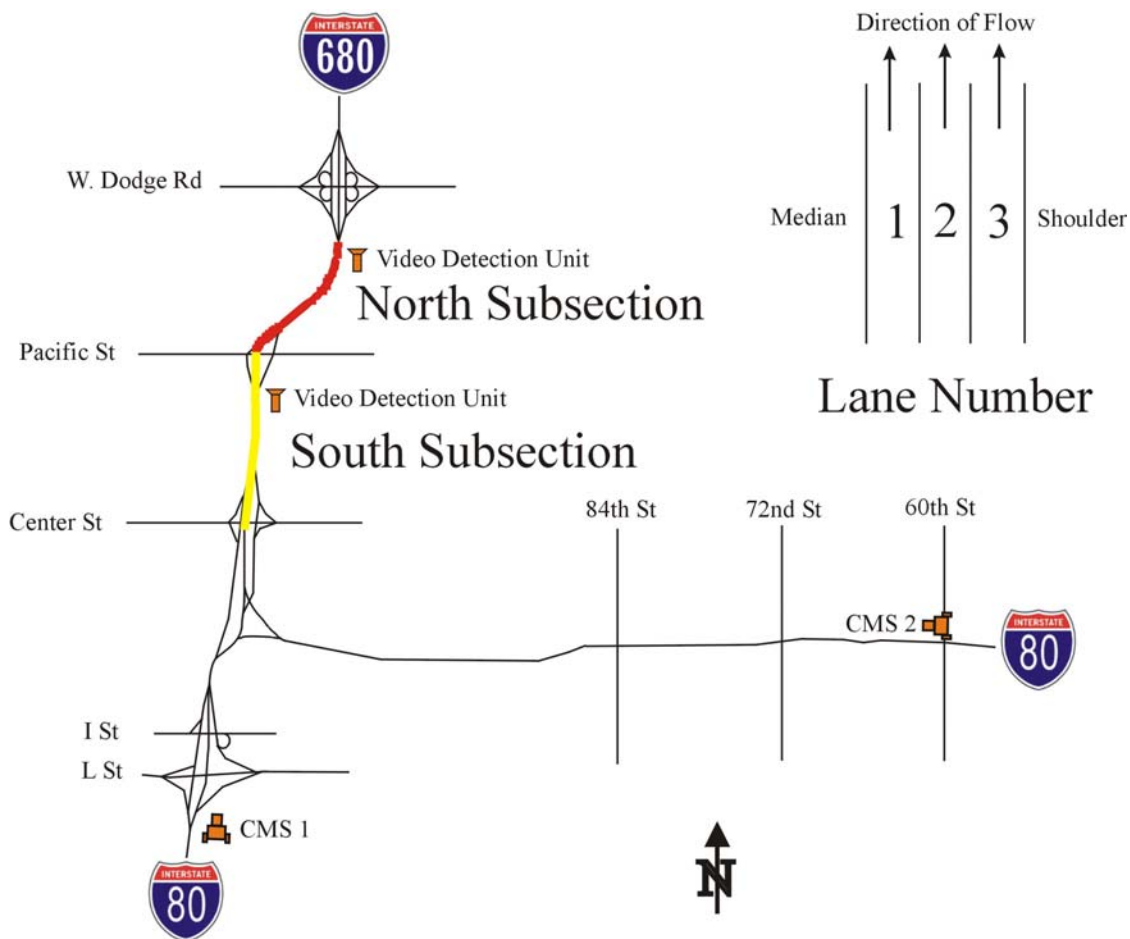 INTERSTATE
680
W. Dodge Rd
Video Detection Unit
North Subsection
Pacific St
Video Detection Unit
South Subsection
Center St
Direction of Flow
Median
1
2
3
Shoulder
Lane Number
84th St
72nd St
60th St
CMS 2
INTERSTATE
80
I St
L St
CMS 1
INTERSTATE
80
N